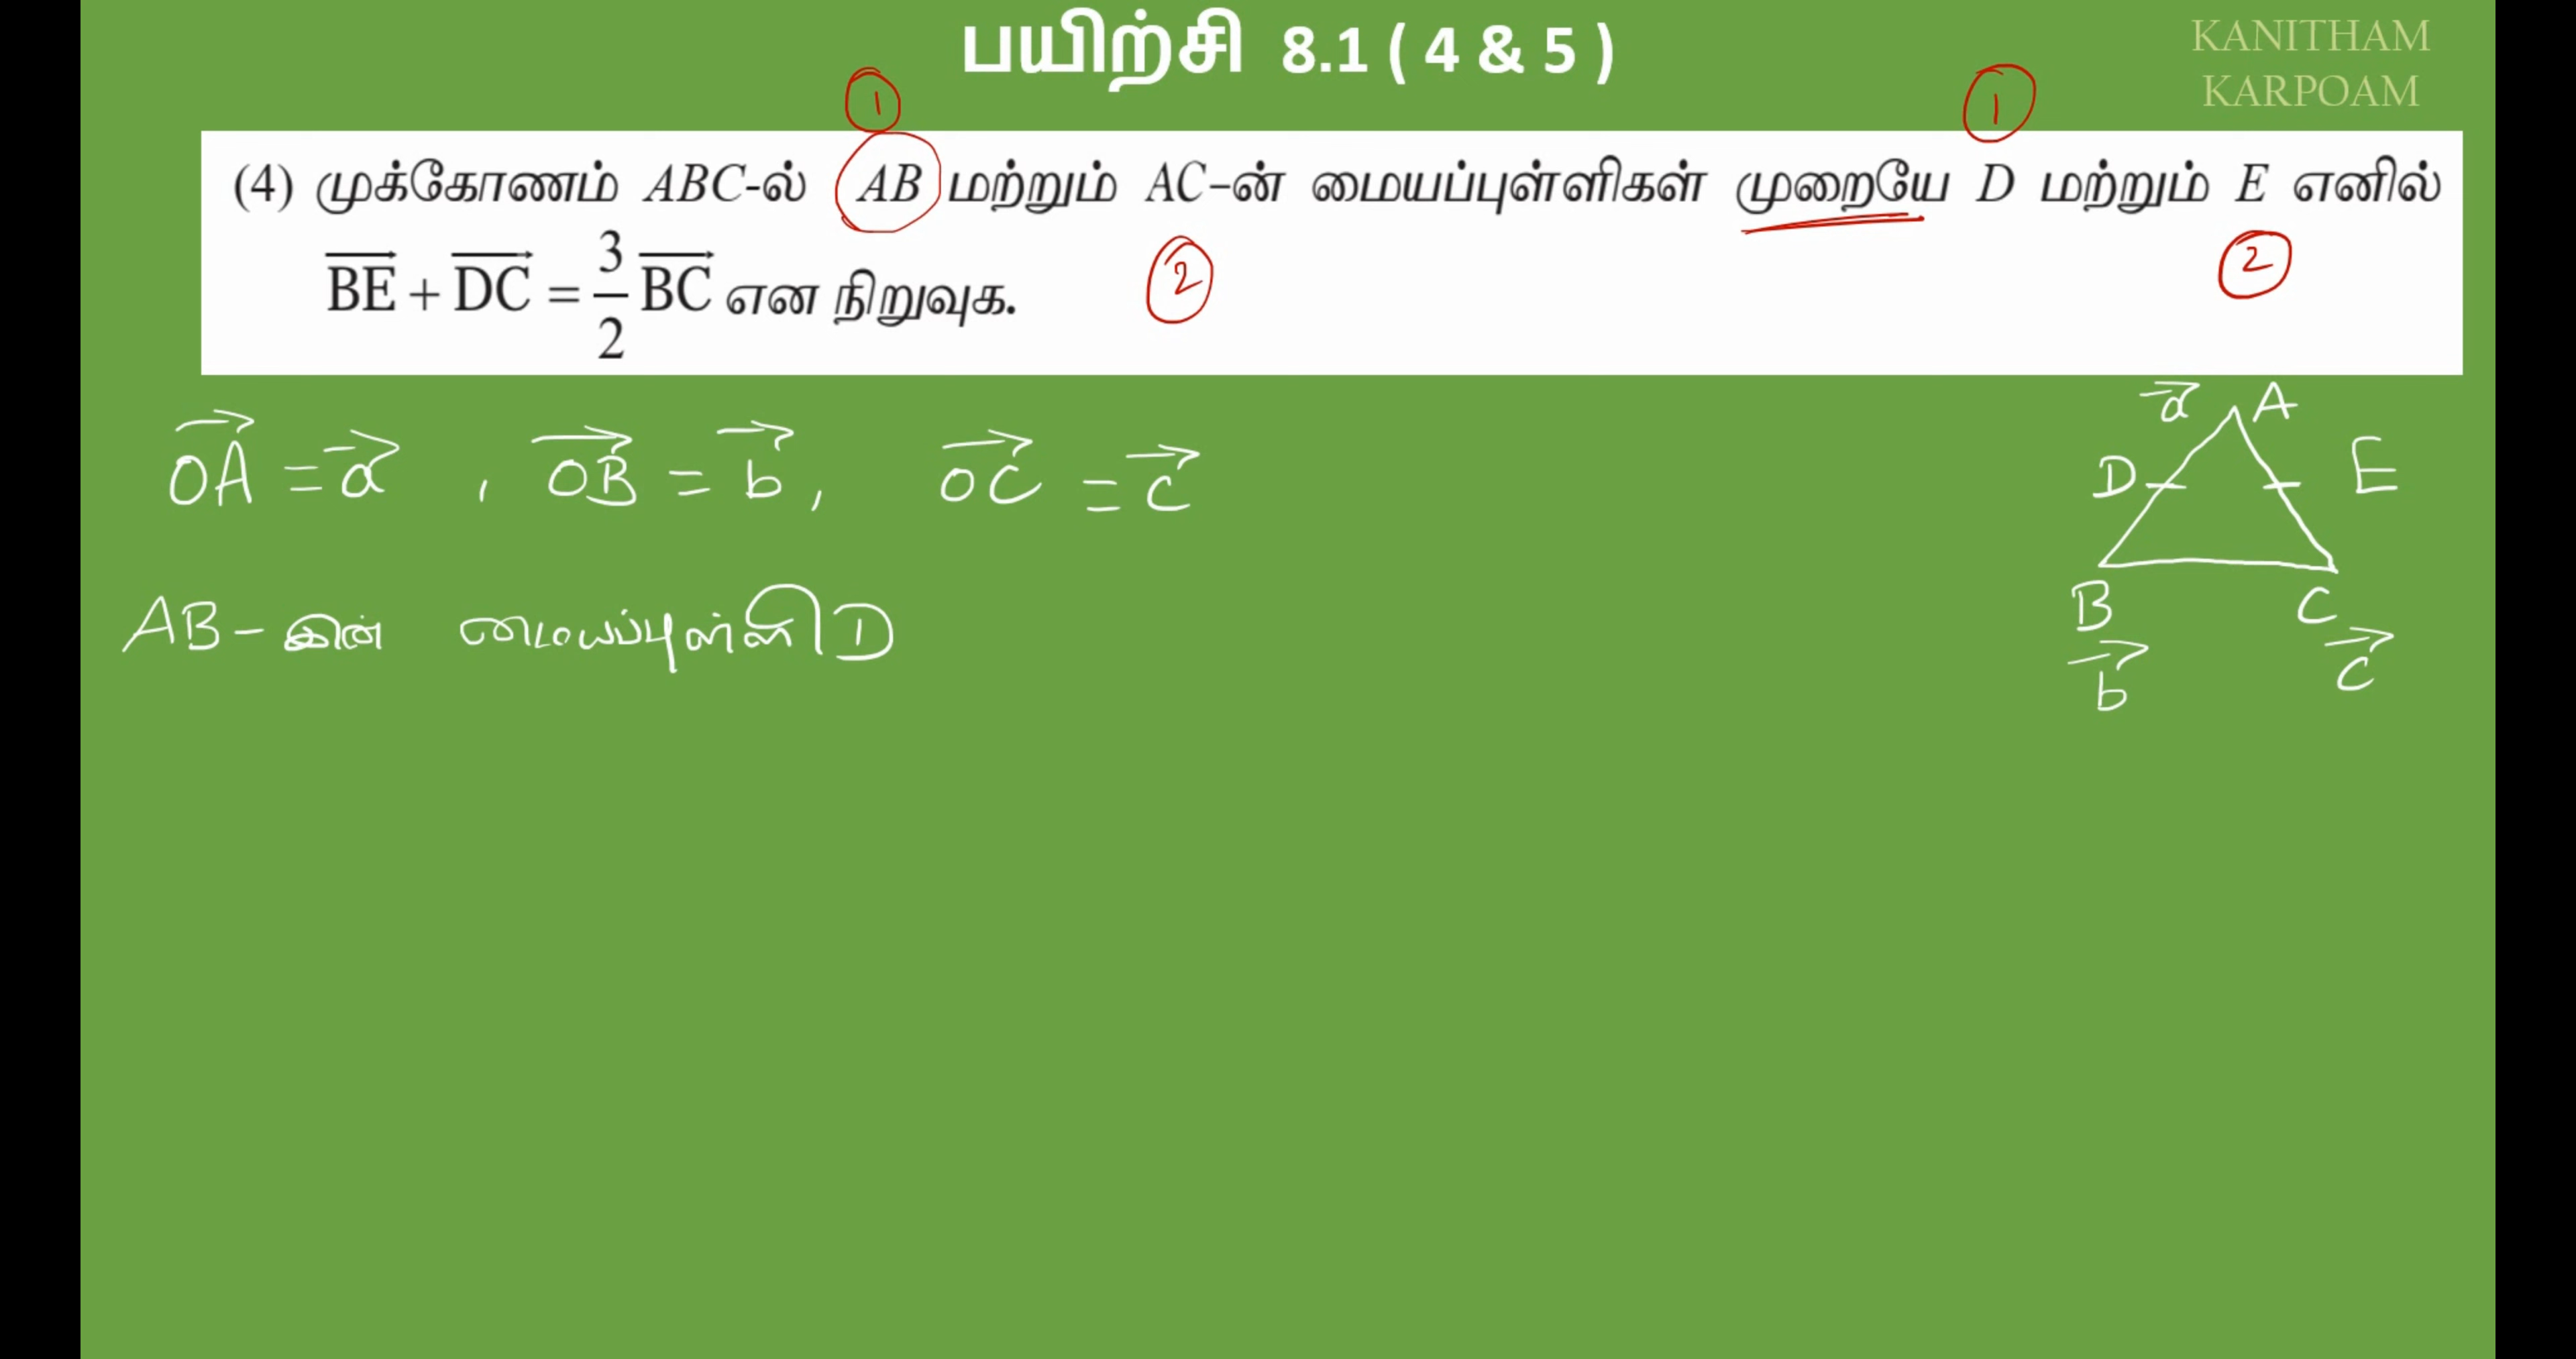 பயிற்சி 8.1 ( 4 & 5 )
KANITHAM
KARPOAM
1
1
(4) முக்கோணம் ABC-ல் AB மற்றும் AC-ன் மையப்புள்ளிகள் முறையே D மற்றும் E எனில்
BE + DC = 3/2 BC என நிறுவுக.
2
2
OA = a , OB = b , OC = c
a A
D E
B C
b c
AB - இன் மையப்புள்ளி D